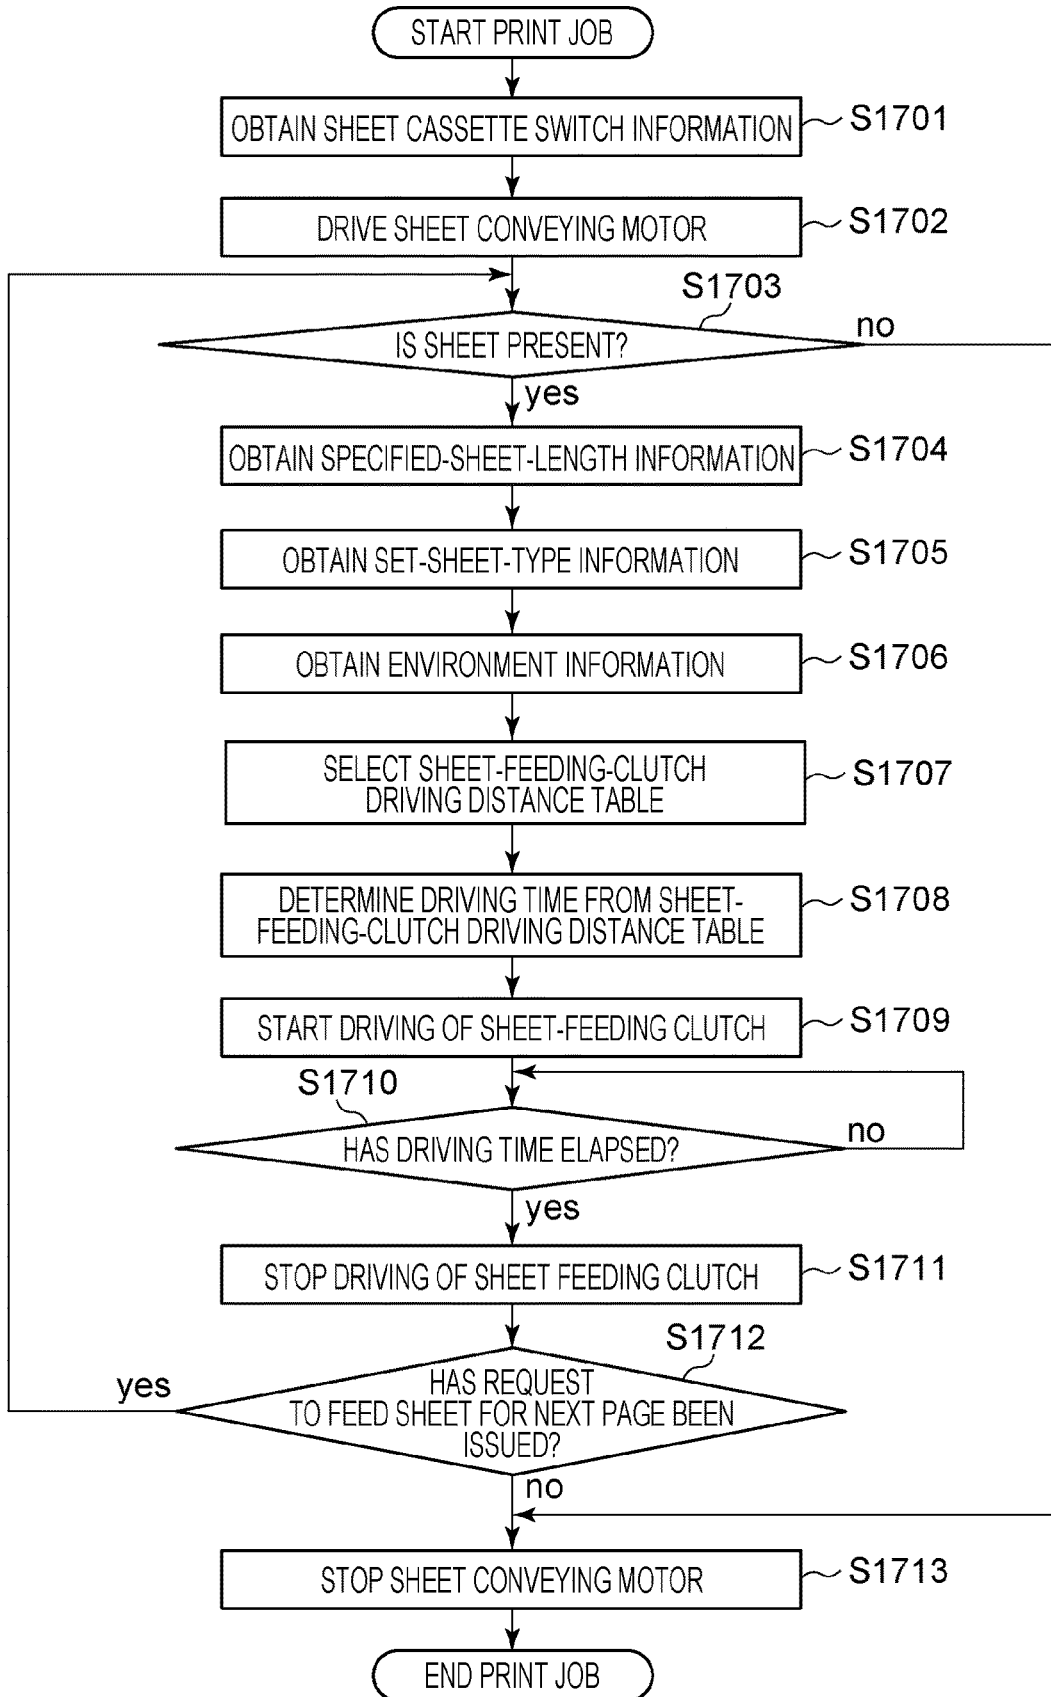 START PRINT JOB
OBTAIN SHEET CASSETTE SWITCH INFORMATION
S1701
DRIVE SHEET CONVEYING MOTOR
S1702
S1703
IS SHEET PRESENT?
no
yes
OBTAIN SPECIFIED-SHEET-LENGTH INFORMATION
S1704
OBTAIN SET-SHEET-TYPE INFORMATION
S1705
OBTAIN ENVIRONMENT INFORMATION
S1706
SELECT SHEET-FEEDING-CLUTCH
DRIVING DISTANCE TABLE
S1707
DETERMINE DRIVING TIME FROM SHEET-
FEEDING-CLUTCH DRIVING DISTANCE TABLE
S1708
START DRIVING OF SHEET-FEEDING CLUTCH
S1709
S1710
HAS DRIVING TIME ELAPSED?
no
yes
STOP DRIVING OF SHEET FEEDING CLUTCH
S1711
S1712
yes
HAS REQUEST
TO FEED SHEET FOR NEXT PAGE BEEN
ISSUED?
no
STOP SHEET CONVEYING MOTOR
S1713
END PRINT JOB